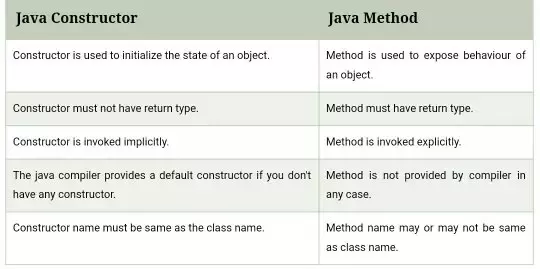 Java Constructor
Java Method
Constructor is used to initialize the state of an object.
Method is used to expose behaviour of
an object.
Constructor must not have return type.
Method must have return type.
Constructor is invoked implicitly.
Method is invoked explicitly.
The java compiler provides a default constructor if you don't
have any constructor.
Method is not provided by compiler in
any case.
Constructor name must be same as the class name.
Method name may or may not be same
as class name.